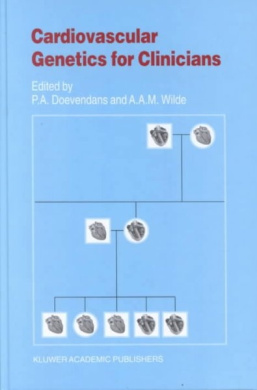 Cardiovascular
Genetics for Clinicians
Edited by
P.A. Doevendans and A.A.M. Wilde
KLUWER ACADEMIC PUBLISHERS